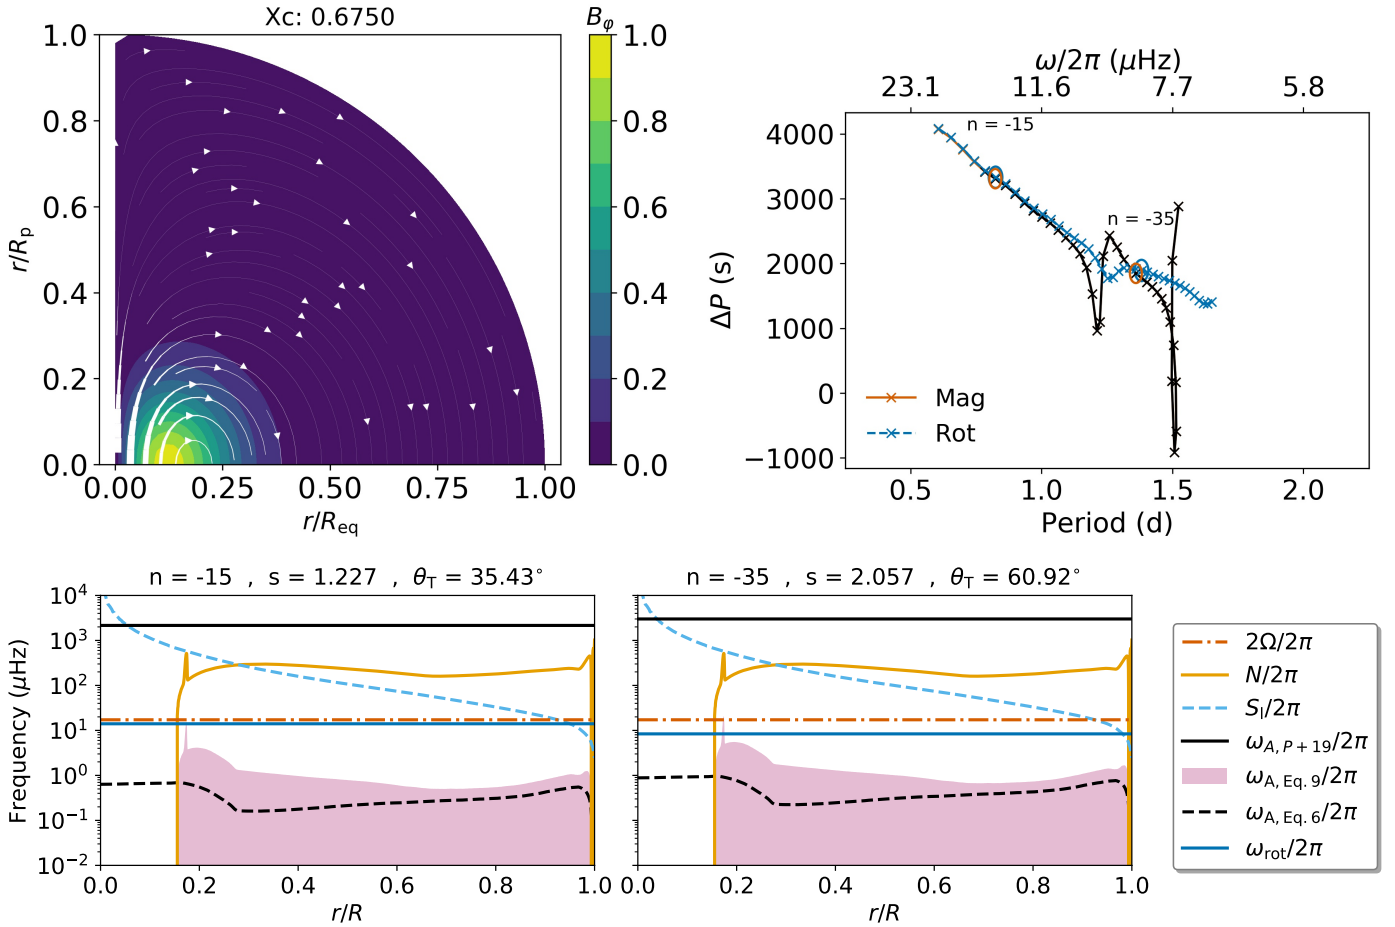 Xc: 0.6750
B_φ
1.0
0.8
0.6
0.4
0.2
0.0
r/R_p
0.00 0.25 0.50 0.75 1.00
r/R_eq
1.0
0.8
0.6
0.4
0.2
0.0
ω/2π (μHz)
23.1 11.6 7.7 5.8
n = -15
n = -35
4000
3000
2000
1000
0
−1000
ΔP (s)
Mag
Rot
0.5 1.0 1.5 2.0
Period (d)
n = -15 , s = 1.227 , θ_T = 35.43°
10^4
10^3
10^2
10^1
10^0
10^−1
10^−2
Frequency (μHz)
0.0 0.2 0.4 0.6 0.8 1.0
r/R
n = -35 , s = 2.057 , θ_T = 60.92°
0.0 0.2 0.4 0.6 0.8 1.0
r/R
2Ω/2π
N/2π
S_l/2π
ω_A,P+19/2π
ω_A,Eq.9/2π
ω_A,Eq.6/2π
ω_rot/2π